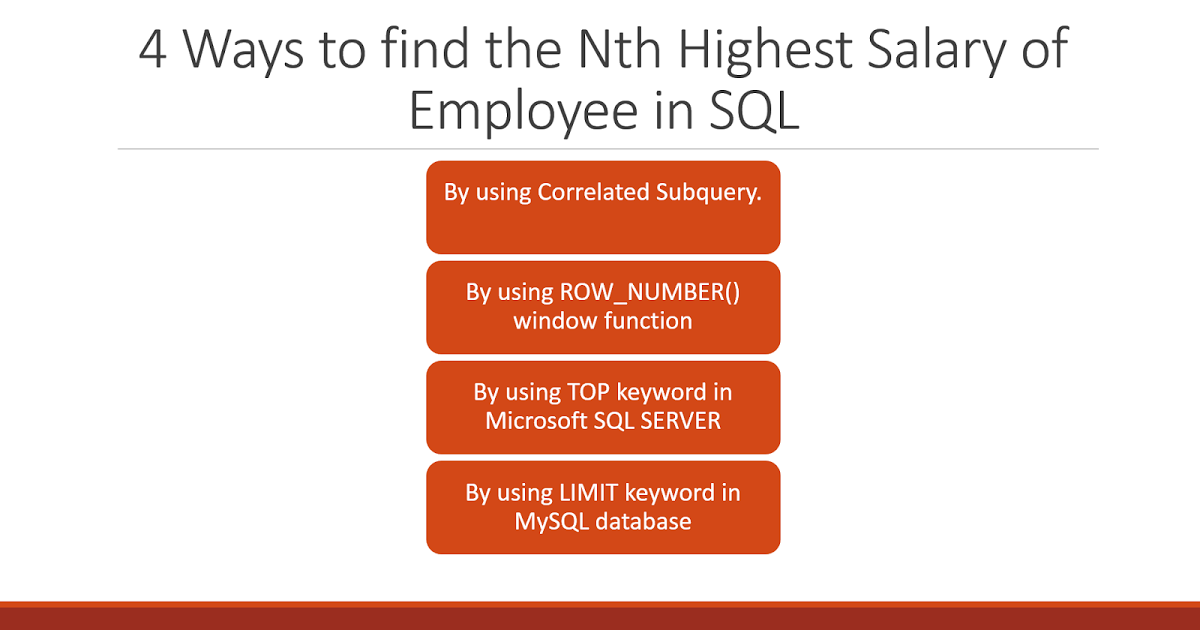 4 Ways to find the Nth Highest Salary of
Employee in SQL
By using Correlated Subquery.
By using ROW_NUMBER()
window function
By using TOP keyword in
Microsoft SQL SERVER
By using LIMIT keyword in
MySQL database